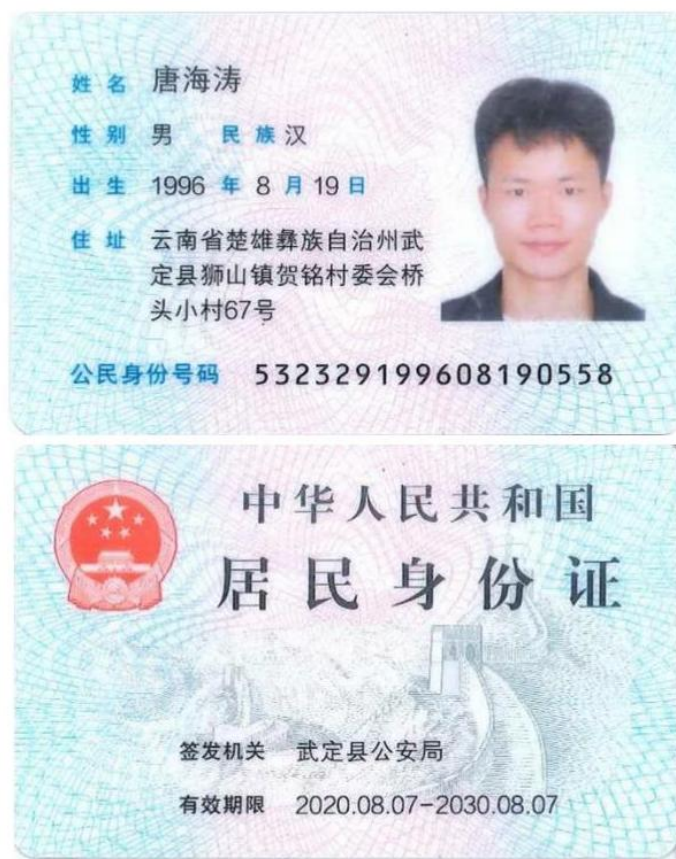 姓名 唐海涛
性别 男 民族 汉
出生 1996 年 8 月 19 日
住址 云南省楚雄彝族自治州武
定县狮山镇贺铭村委会桥
头小村67号
公民身份号码 532329199608190558
中华人民共和国
居民身份证
签发机关 武定县公安局
有效期限 2020.08.07-2030.08.07